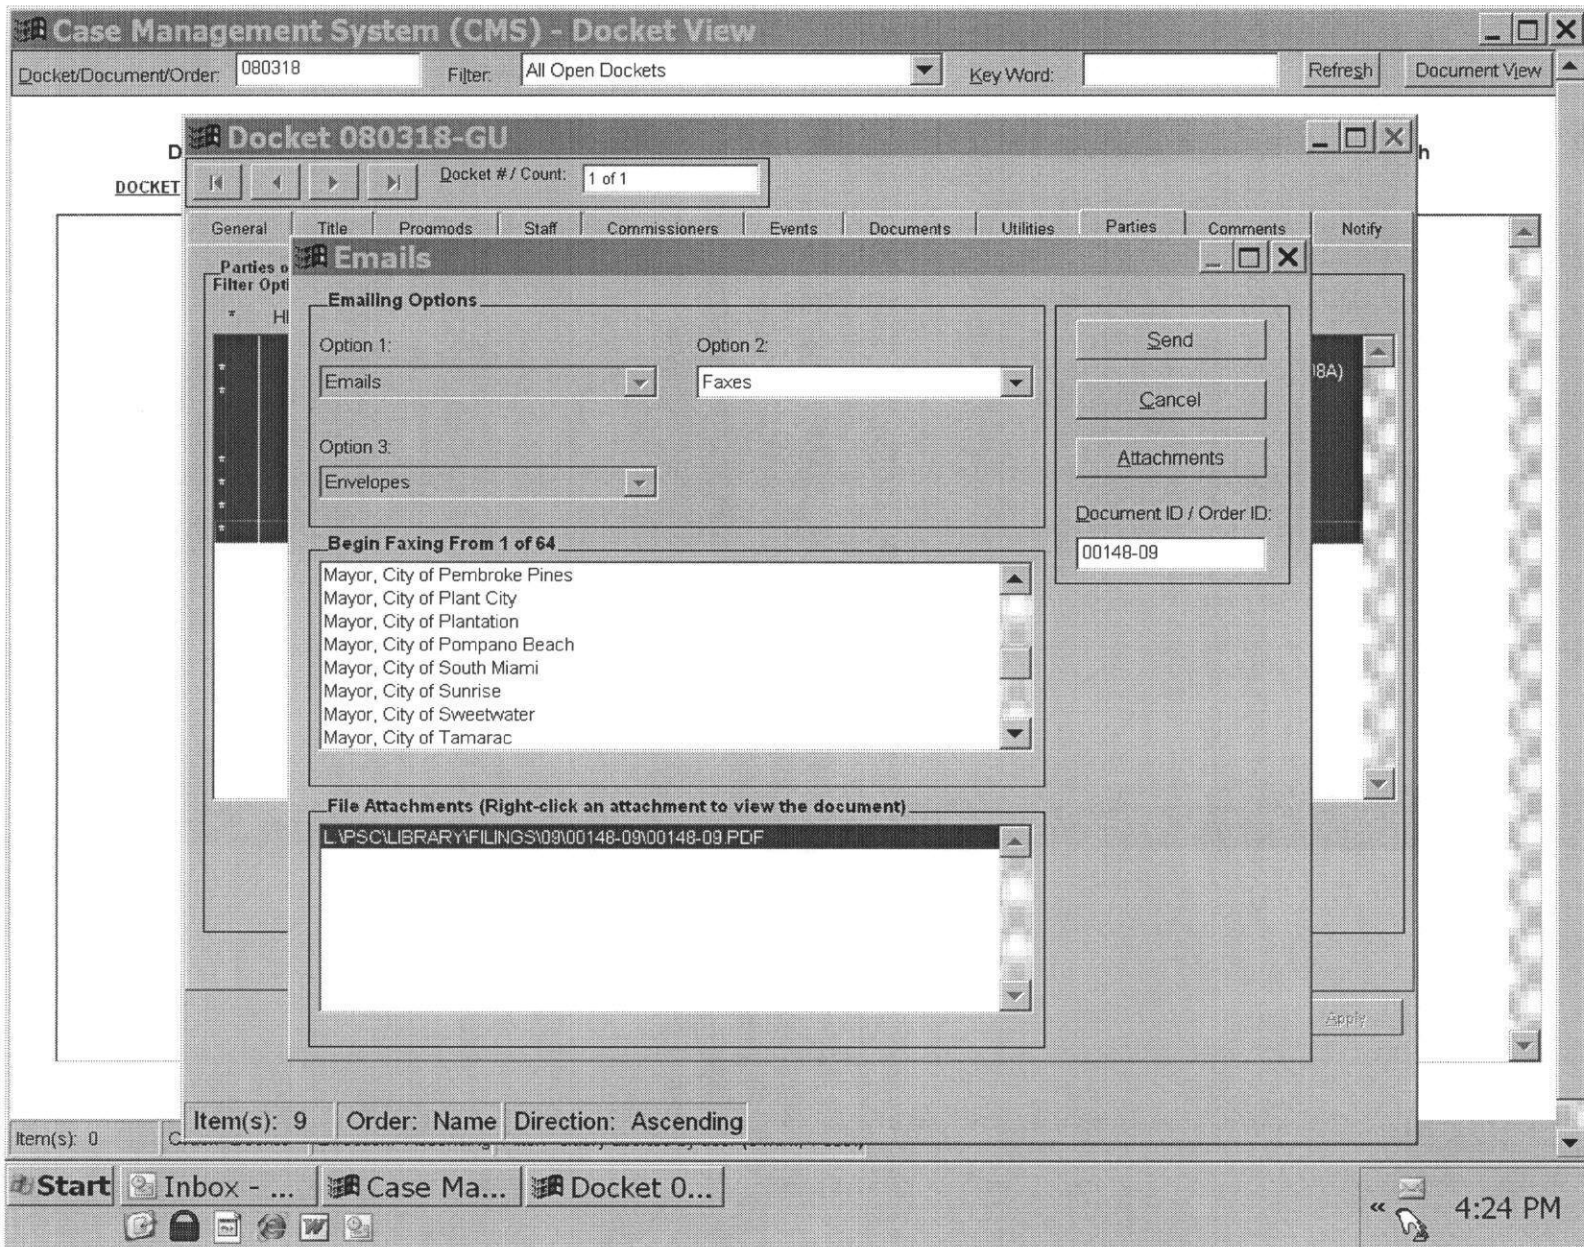 Case Management System (CMS) - Docket View
Docket/Document/Order: 080318 Filter: All Open Dockets Key Word: Refresh Document View
Docket 080318-GU
DOCKET
Docket # / Count: 1 of 1
General Title Progmods Staff Commissioners Events Documents Utilities Parties Comments Notify
Emails
Parties o
Filter Opti
* HI
Emailing Options
Option 1: Option 2:
Emails Faxes
Option 3:
Envelopes
Send
Cancel
Attachments
Document ID / Order ID:
00148-09
8A)
Begin Faxing From 1 of 64
Mayor, City of Pembroke Pines
Mayor, City of Plant City
Mayor, City of Plantation
Mayor, City of Pompano Beach
Mayor, City of South Miami
Mayor, City of Sunrise
Mayor, City of Sweetwater
Mayor, City of Tamarac
File Attachments (Right-click an attachment to view the document)
L:\PSC\LIBRARY\FILINGS\09\00148-09\00148-09.PDF
Apply
Item(s): 9 Order: Name Direction: Ascending
Item(s): 0
Start Inbox - ... Case Ma... Docket 0...
« 4:24 PM